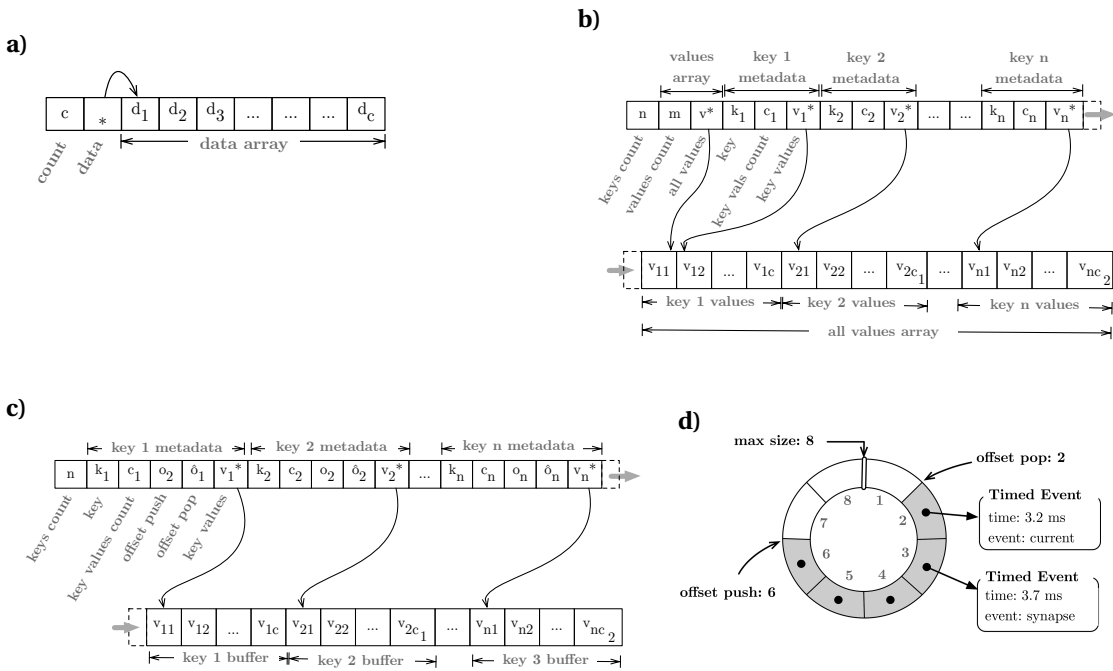 a)
c * d1 d2 d3 ... ... ... dc
count data data array
b)
values array key 1 metadata key 2 metadata key n metadata
n m v* k1 c1 v1* k2 c2 v2* ... ... kn cn vn*
keys count values count all values key key vals count key values
v11 v12 ... v1c v21 v22 ... v2c1 ... vn1 vn2 ... vnc2
key 1 values key 2 values key n values
all values array
c)
key 1 metadata key 2 metadata key n metadata
n k1 c1 o2 ô1 v1* k2 c2 o2 ô2 v2* ... kn cn on ôn vn*
keys count key key values count offset push offset pop key values
v11 v12 ... v1c v21 v22 ... v2c1 ... vn1 vn2 ... vnc2
key 1 buffer key 2 buffer key 3 buffer
d)
max size: 8
offset pop: 2
8 1
7 2
6 3
5 4
offset push: 6
Timed Event
time: 3.2 ms
event: current
Timed Event
time: 3.7 ms
event: synapse